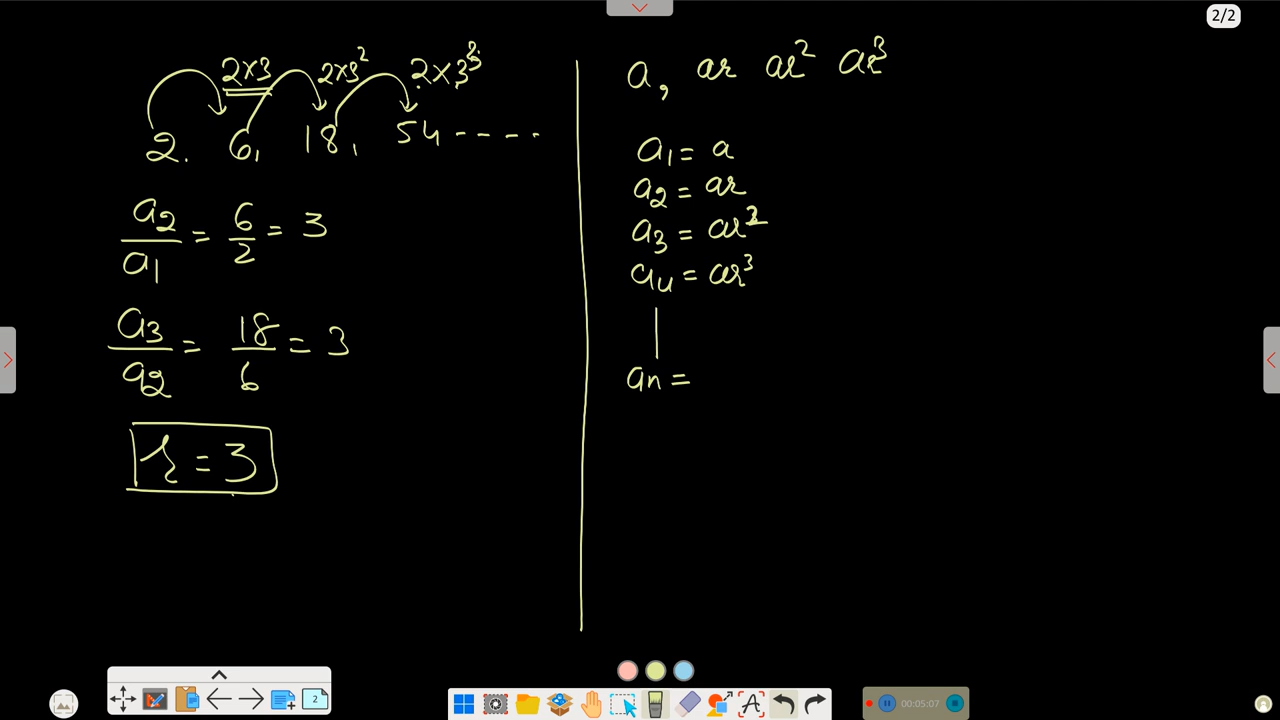 2/2
2×3 2×3² 2×3³
2. 6, 18, 54 - - - -
a₂/a₁ = 6/2 = 3
a₃/a₂ = 18/6 = 3
r = 3
a, ar ar² ar³
a₁ = a
a₂ = ar
a₃ = ar²
a₄ = ar³
|
aₙ =
2
00:05:07